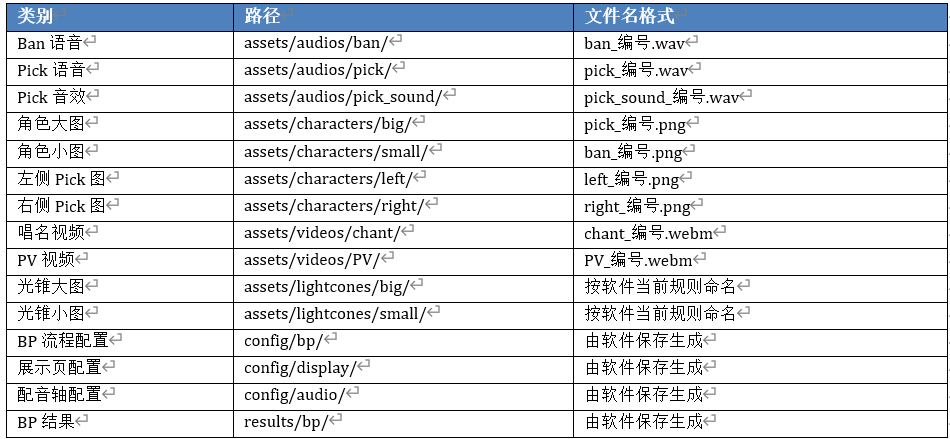 类别 路径 文件名格式
Ban 语音 assets/audios/ban/ ban_编号.wav
Pick 语音 assets/audios/pick/ pick_编号.wav
Pick 音效 assets/audios/pick_sound/ pick_sound_编号.wav
角色大图 assets/characters/big/ pick_编号.png
角色小图 assets/characters/small/ ban_编号.png
左侧 Pick 图 assets/characters/left/ left_编号.png
右侧 Pick 图 assets/characters/right/ right_编号.png
唱名视频 assets/videos/chant/ chant_编号.webm
PV 视频 assets/videos/PV/ PV_编号.webm
光锥大图 assets/lightcones/big/ 按软件当前规则命名
光锥小图 assets/lightcones/small/ 按软件当前规则命名
BP 流程配置 config/bp/ 由软件保存生成
展示页配置 config/display/ 由软件保存生成
配音轴配置 config/audio/ 由软件保存生成
BP 结果 results/bp/ 由软件保存生成